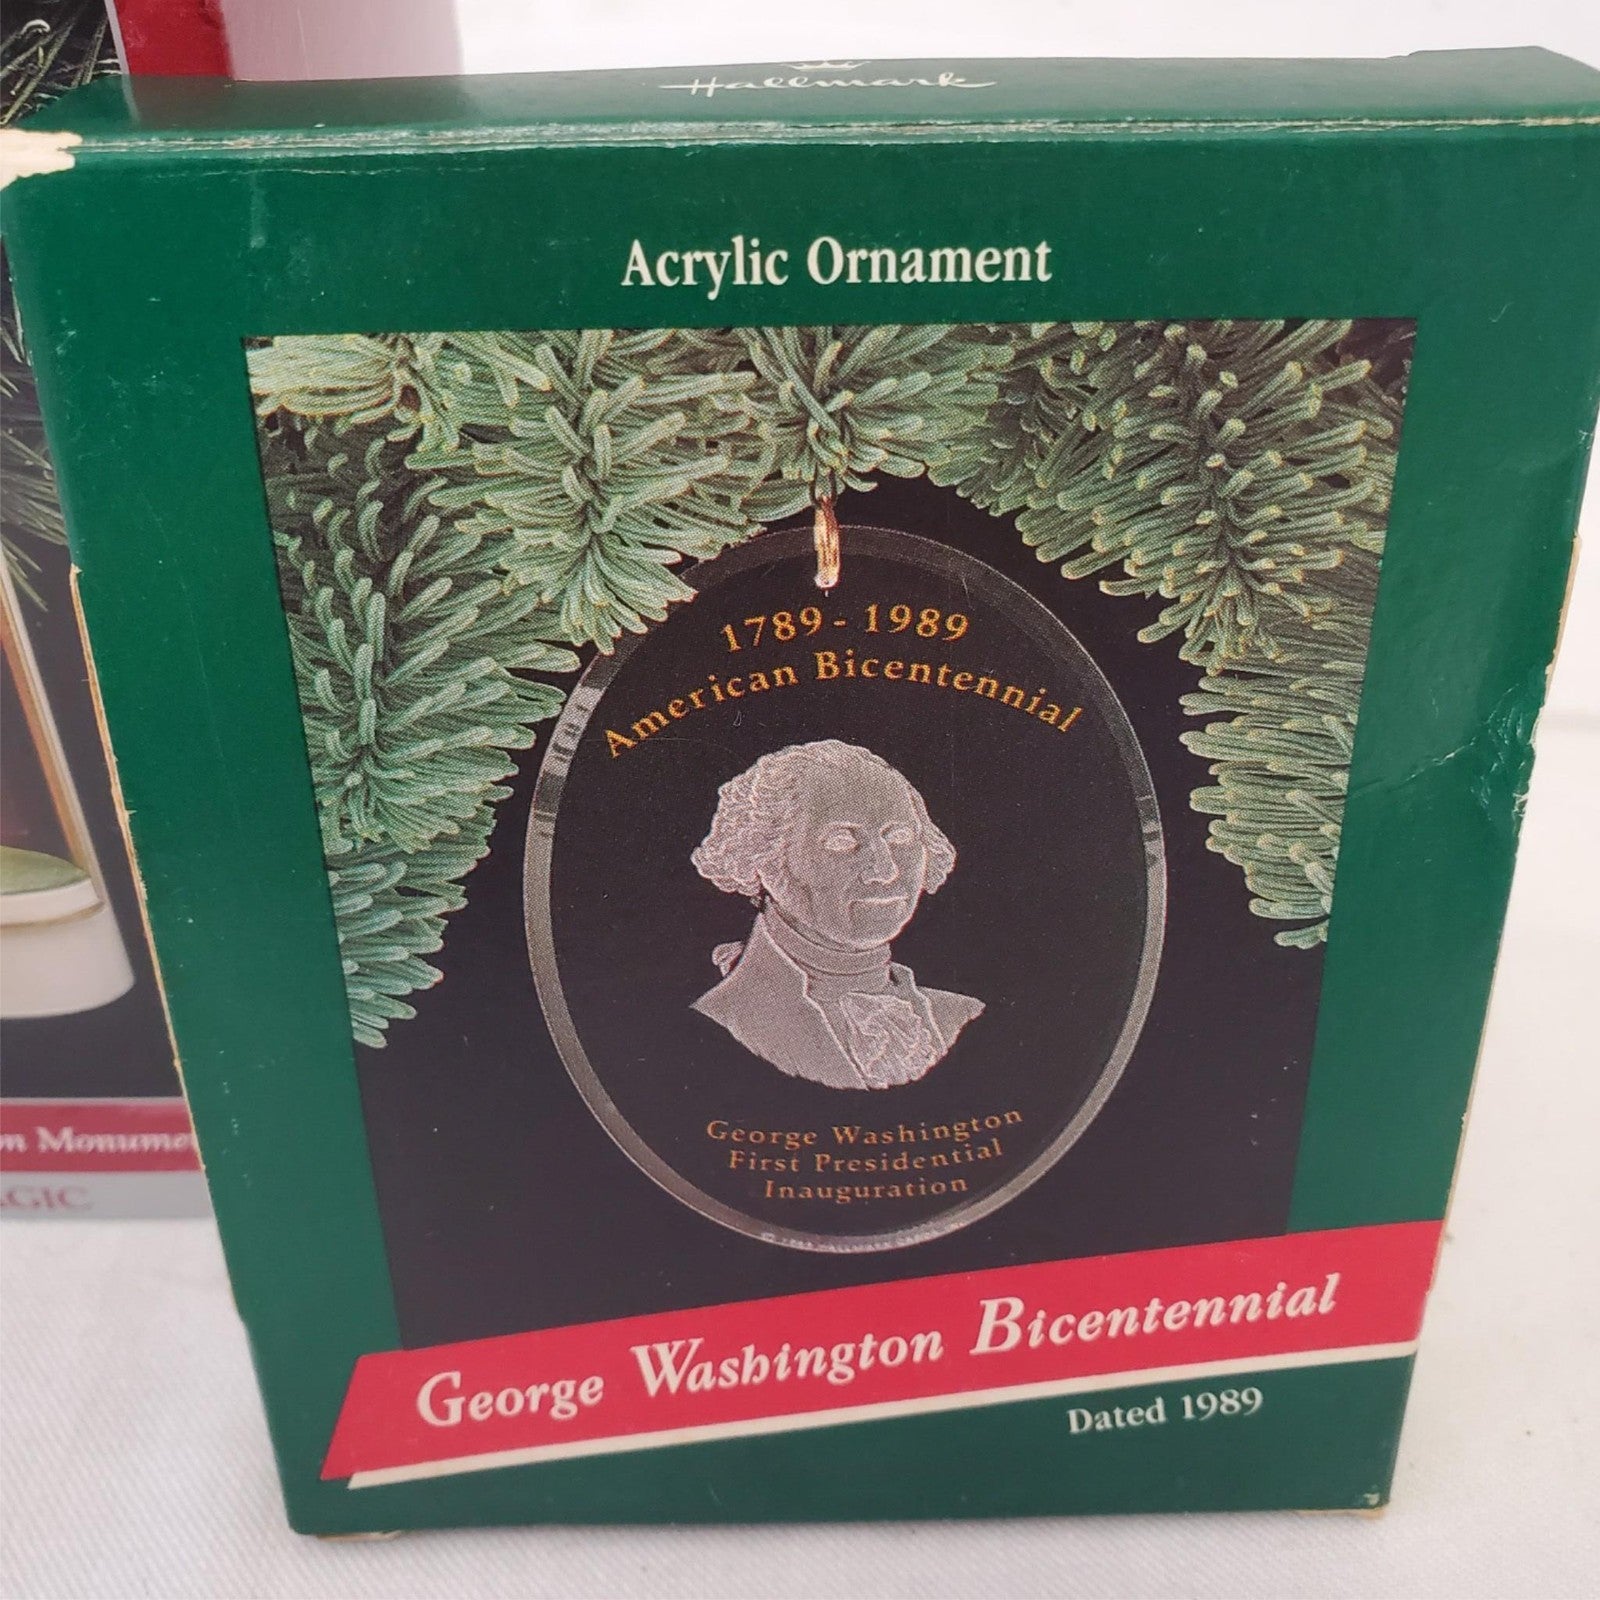 Hallmark
Acrylic Ornament
1789-1989
American Bicentennial
George Washington
First Presidential
Inauguration
George Washington Bicentennial
Dated 1989